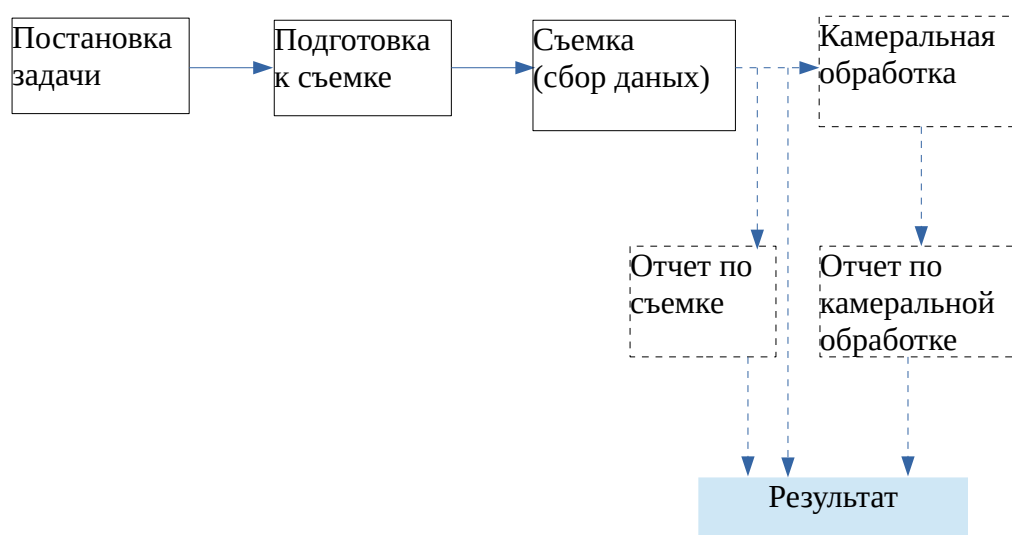 Постановка
задачи
Подготовка
к съемке
Съемка
(сбор даных)
Камеральная
обработка
Отчет по
съемке
Отчет по
камеральной
обработке
Результат